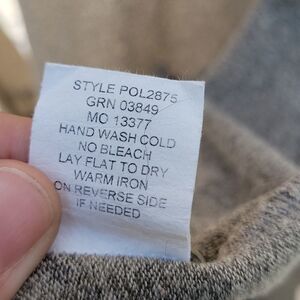 STYLE POL2875
GRN 03849
MO 13377
HAND WASH COLD
NO BLEACH
LAY FLAT TO DRY
WARM IRON
ON REVERSE SIDE
IF NEEDED